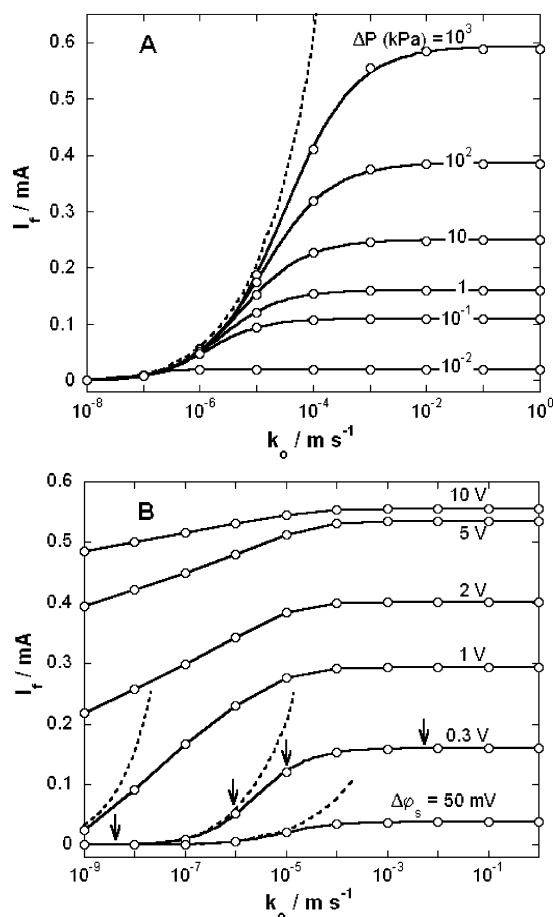 A
ΔP (kPa) = 10³
10²
10
1
10⁻¹
10⁻²
I_f / mA
0.6
0.5
0.4
0.3
0.2
0.1
0
10⁻⁸ 10⁻⁶ 10⁻⁴ 10⁻² 10⁰
k_o / m s⁻¹
B
10 V
5 V
2 V
1 V
0.3 V
Δφ_s = 50 mV
I_f / mA
0.6
0.5
0.4
0.3
0.2
0.1
0
10⁻⁹ 10⁻⁷ 10⁻⁵ 10⁻³ 10⁻¹
k_o / m s⁻¹